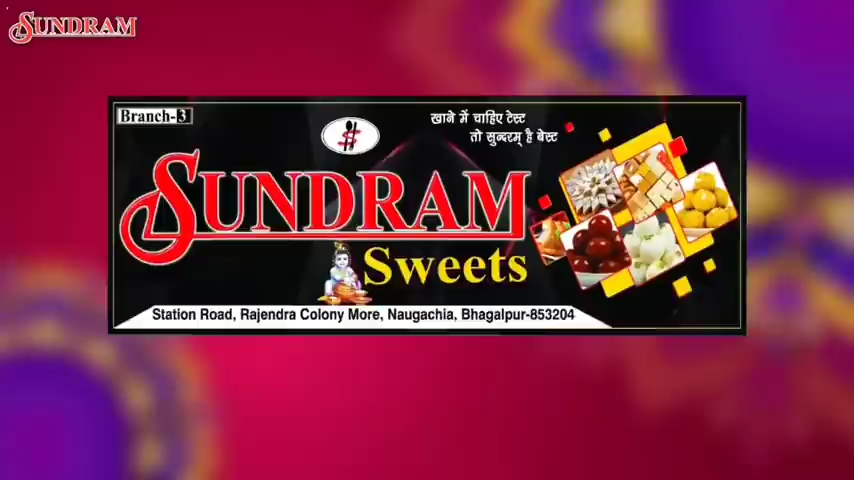 SUNDRAM
Branch-3
खाने में चाहिए टेस्ट
तो सुन्दरम् है बेस्ट
SUNDRAM
Sweets
Station Road, Rajendra Colony More, Naugachia, Bhagalpur-853204